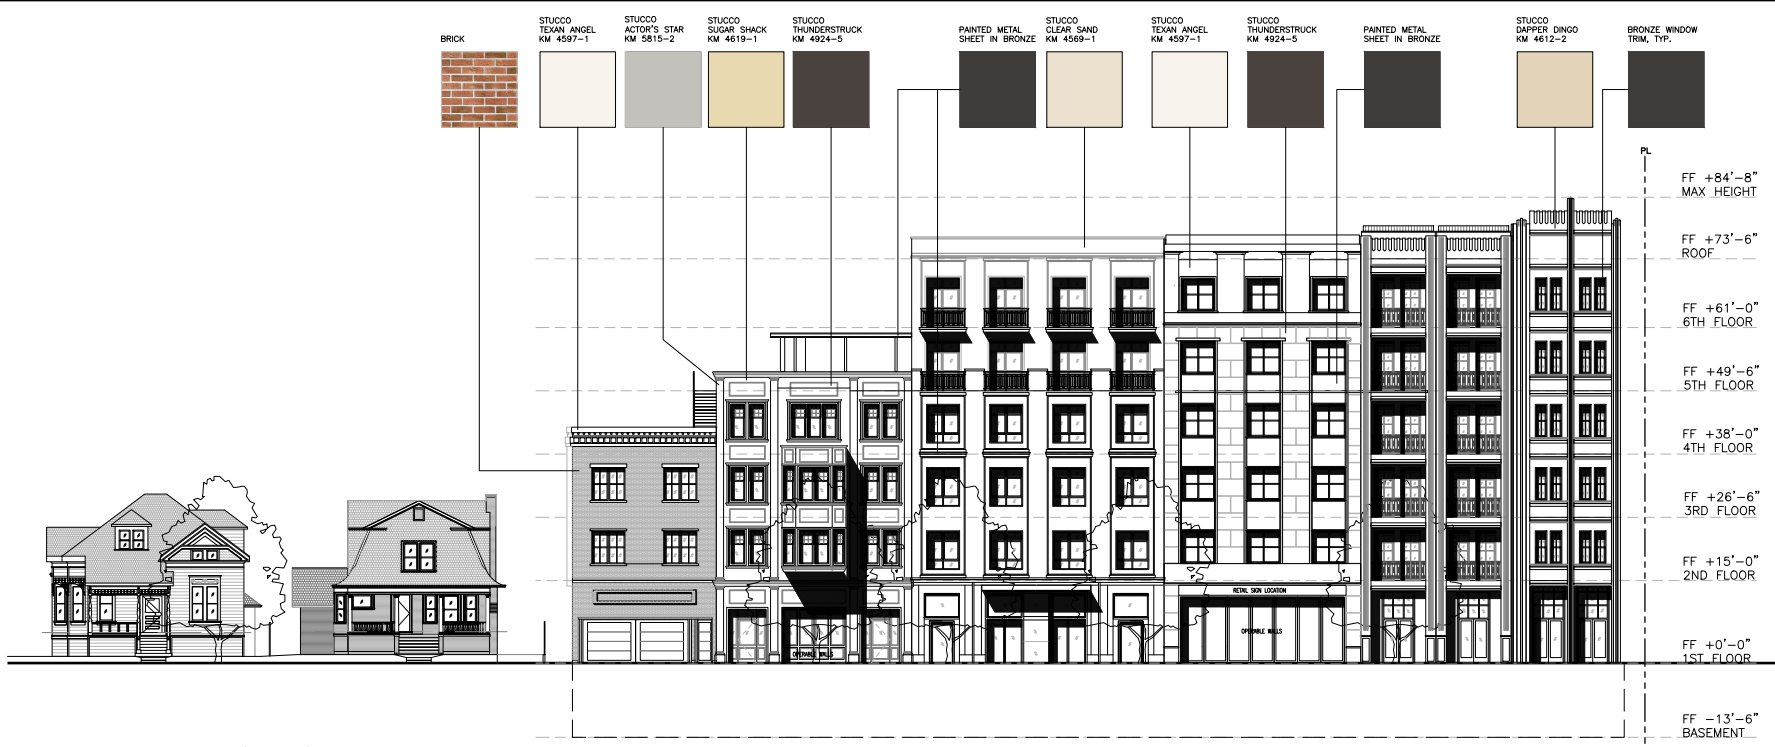 BRICK
STUCCO
TEXAN ANGEL
KM 4597-1
STUCCO
ACTOR'S STAR
KM 5815-2
STUCCO
SUGAR SHACK
KM 4619-1
STUCCO
THUNDERSTRUCK
KM 4924-5
PAINTED METAL
SHEET IN BRONZE
STUCCO
CLEAR SAND
KM 4569-1
STUCCO
TEXAN ANGEL
KM 4597-1
STUCCO
THUNDERSTRUCK
KM 4924-5
PAINTED METAL
SHEET IN BRONZE
STUCCO
DAPPER DINGO
KM 4612-2
BRONZE WINDOW
TRIM, TYP.
PL
FF +84'-8"
MAX HEIGHT
FF +73'-6"
ROOF
FF +61'-0"
6TH FLOOR
FF +49'-6"
5TH FLOOR
FF +38'-0"
4TH FLOOR
FF +26'-6"
3RD FLOOR
FF +15'-0"
2ND FLOOR
RETAIL SIGN LOCATION
OPERABLE WALLS
OPERABLE WALLS
FF +0'-0"
1ST FLOOR
FF -13'-6"
BASEMENT